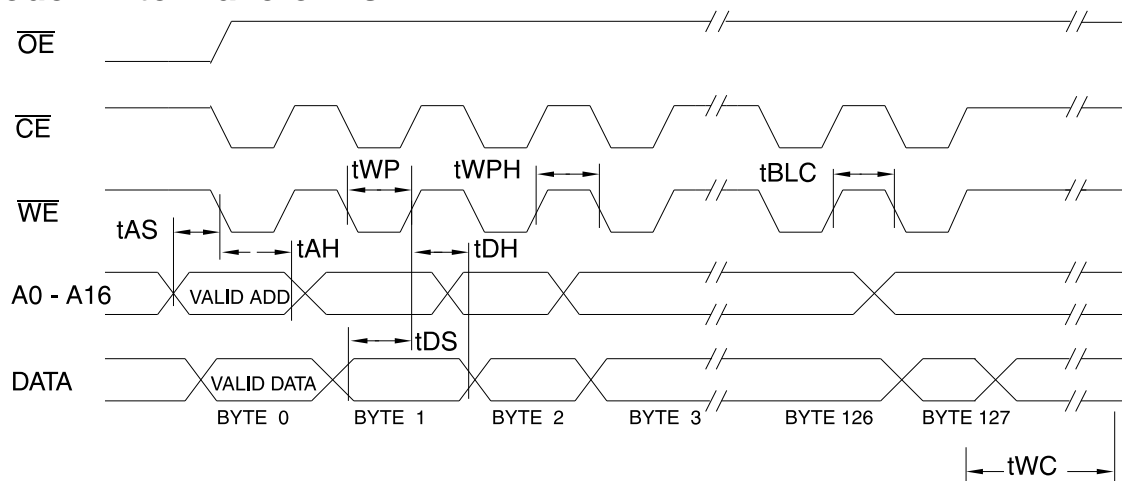 OE
CE
tWP
tWPH
tBLC
WE
tAS
tAH
tDH
A0 - A16
VALID ADD
tDS
DATA
VALID DATA
BYTE 0
BYTE 1
BYTE 2
BYTE 3
BYTE 126
BYTE 127
tWC